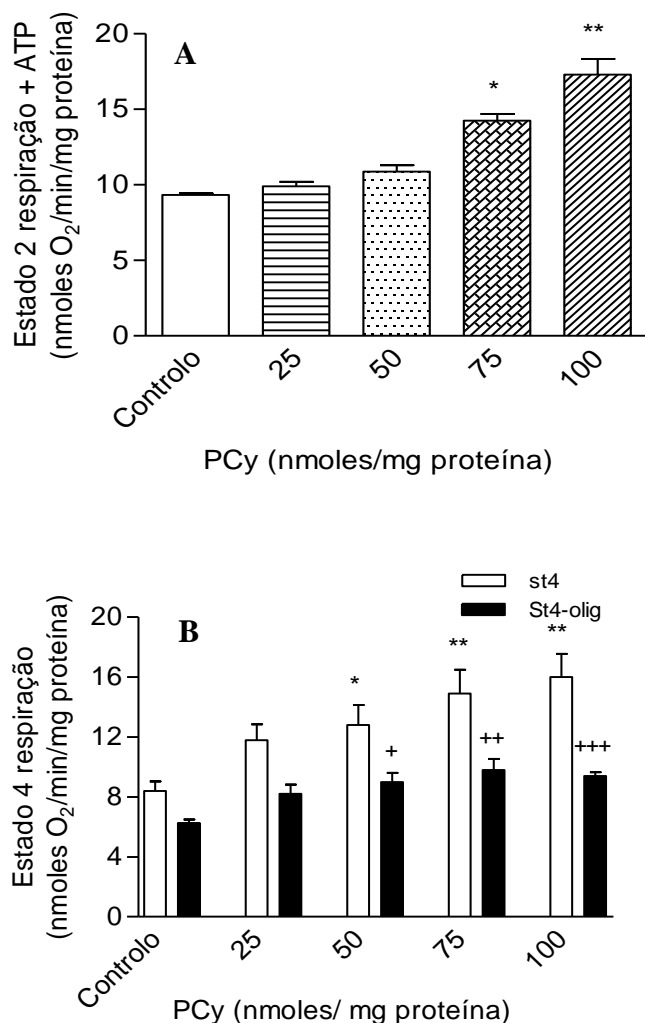 A
Estado 2 respiração + ATP
(nmoles O₂/min/mg proteína)
20
15
10
5
0
*
**
Controlo
25
50
75
100
PCy (nmoles/mg proteína)
st4
St4-olig
B
Estado 4 respiração
(nmoles O₂/min/mg proteína)
20
16
12
8
4
0
*
**
**
+
++
+++
Controlo
25
50
75
100
PCy (nmoles/ mg proteína)